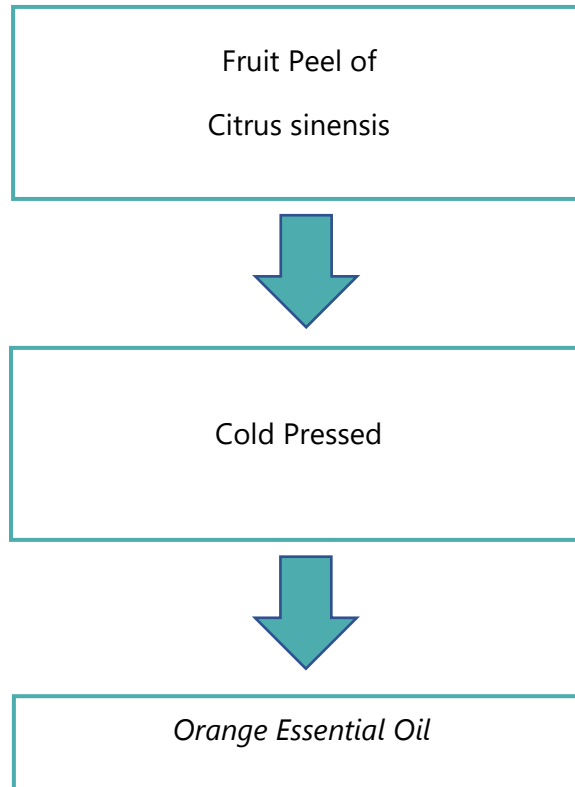 Fruit Peel of
Citrus sinensis
Cold Pressed
Orange Essential Oil